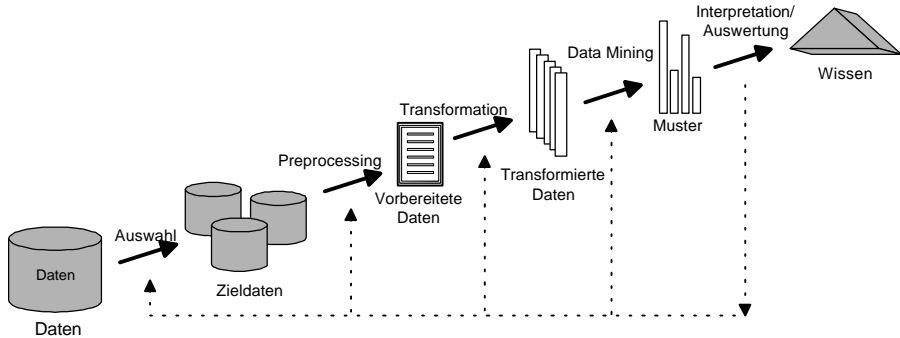 Daten
Daten
Auswahl
Zieldaten
Preprocessing
Vorbereitete
Daten
Transformation
Transformierte
Daten
Data Mining
Muster
Interpretation/
Auswertung
Wissen